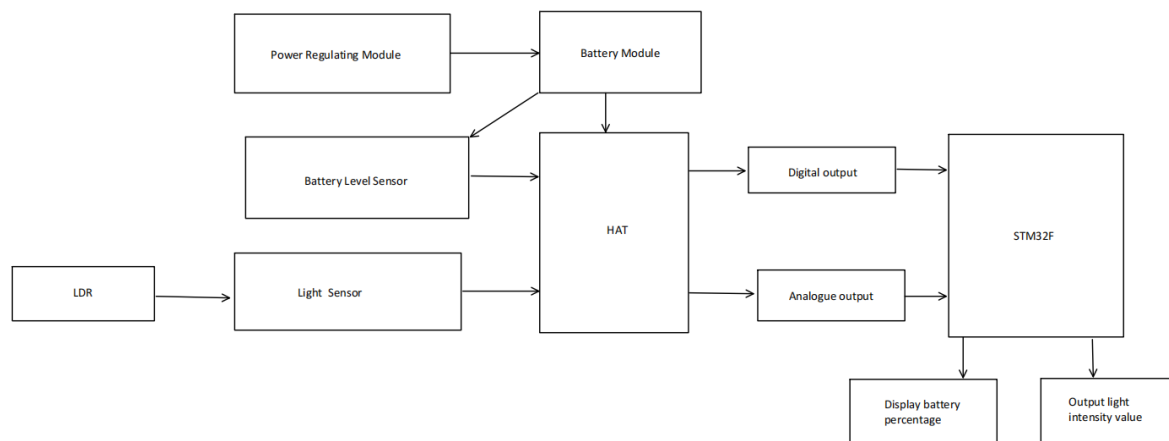 Power Regulating Module
Battery Module
Battery Level Sensor
Digital output
HAT
STM32F
LDR
Light Sensor
Analogue output
Display battery
percentage
Output light
intensity value